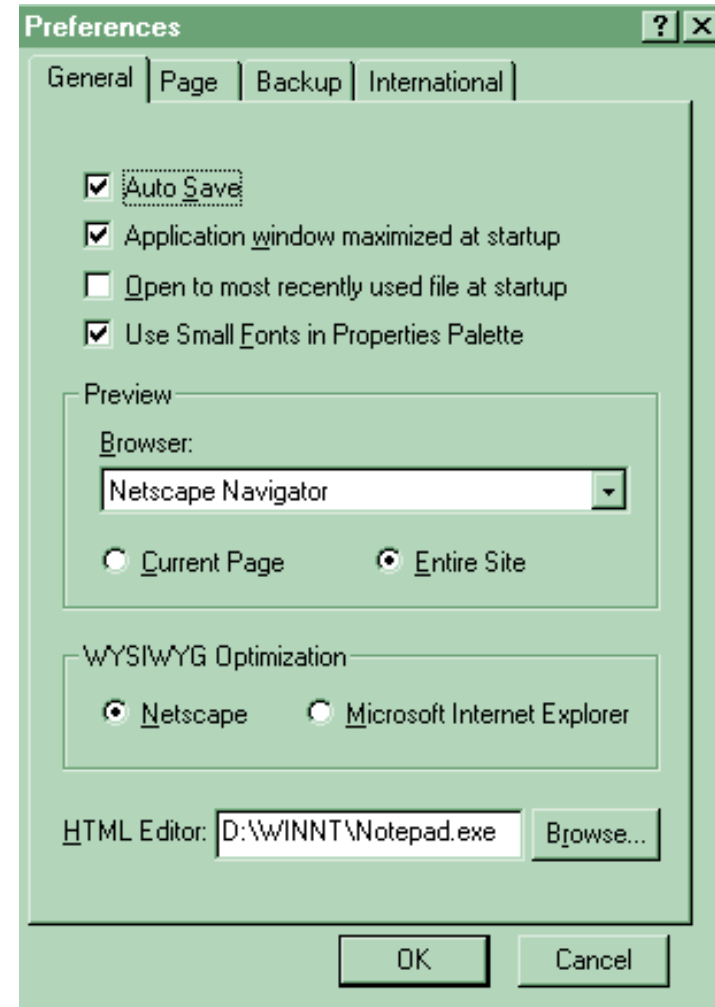 Preferences ? X
General Page Backup International
Auto Save
Application window maximized at startup
Open to most recently used file at startup
Use Small Fonts in Properties Palette
Preview
Browser:
Netscape Navigator
Current Page Entire Site
WYSIWYG Optimization
Netscape Microsoft Internet Explorer
HTML Editor: D:\WINNT\Notepad.exe Browse...
OK Cancel